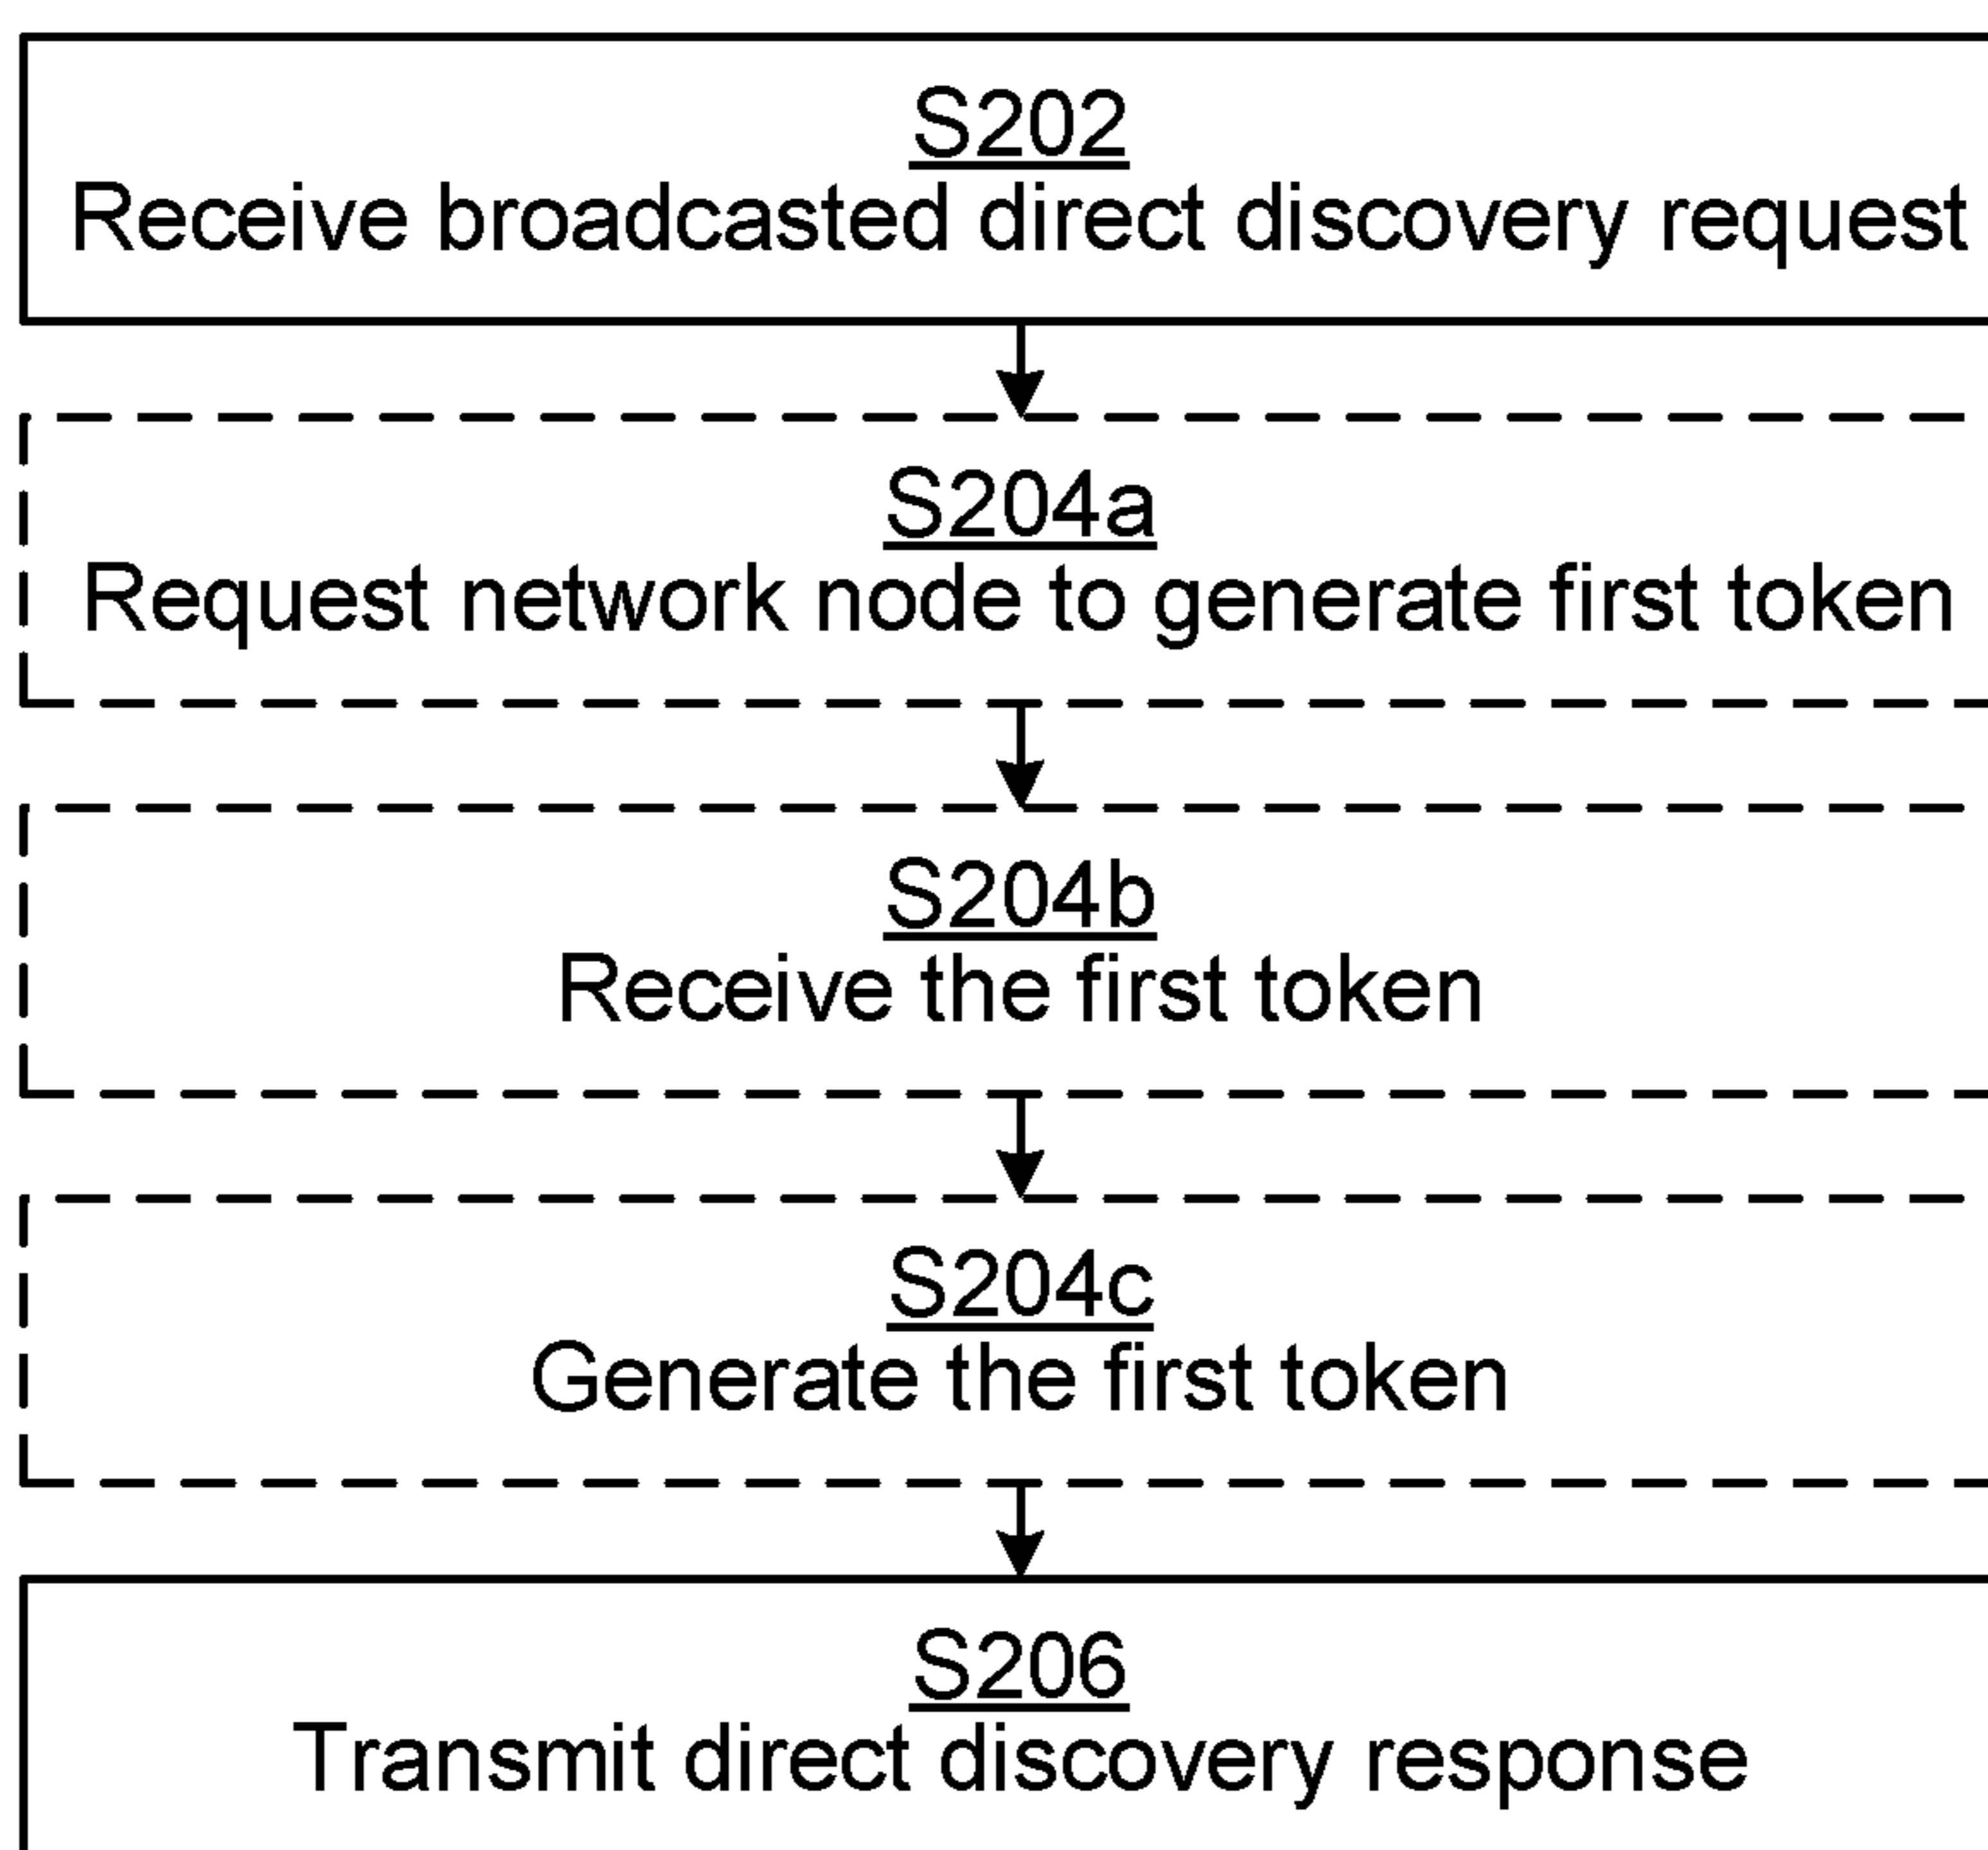 S202
Receive broadcasted direct discovery request
S204a
Request network node to generate first token
S204b
Receive the first token
S204c
Generate the first token
S206
Transmit direct discovery response